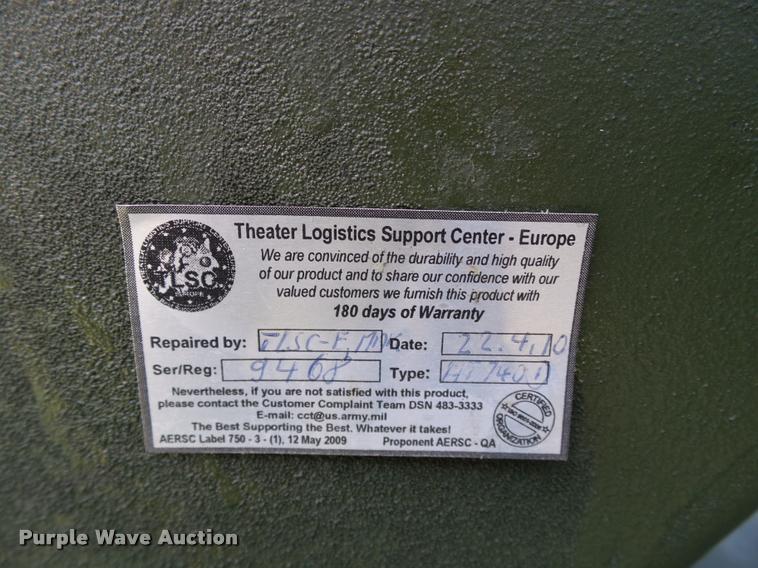 Theater Logistics Support Center - Europe
We are convinced of the durability and high quality
of our product and to share our confidence with our
valued customers we furnish this product with
180 days of Warranty
TLSC
EUROPE
Repaired by: TLSC-E, Date: 22.4.10
Ser/Reg: 9468 Type:
Nevertheless, if you are not satisfied with this product,
please contact the Customer Complaint Team DSN 483-3333
E-mail: cct@us.army.mil
The Best Supporting the Best. Whatever it takes!
AERSC Label 750 - 3 - (1), 12 May 2009 Proponent AERSC - QA
CERTIFIED
ORGANIZATION
Purple Wave Auction